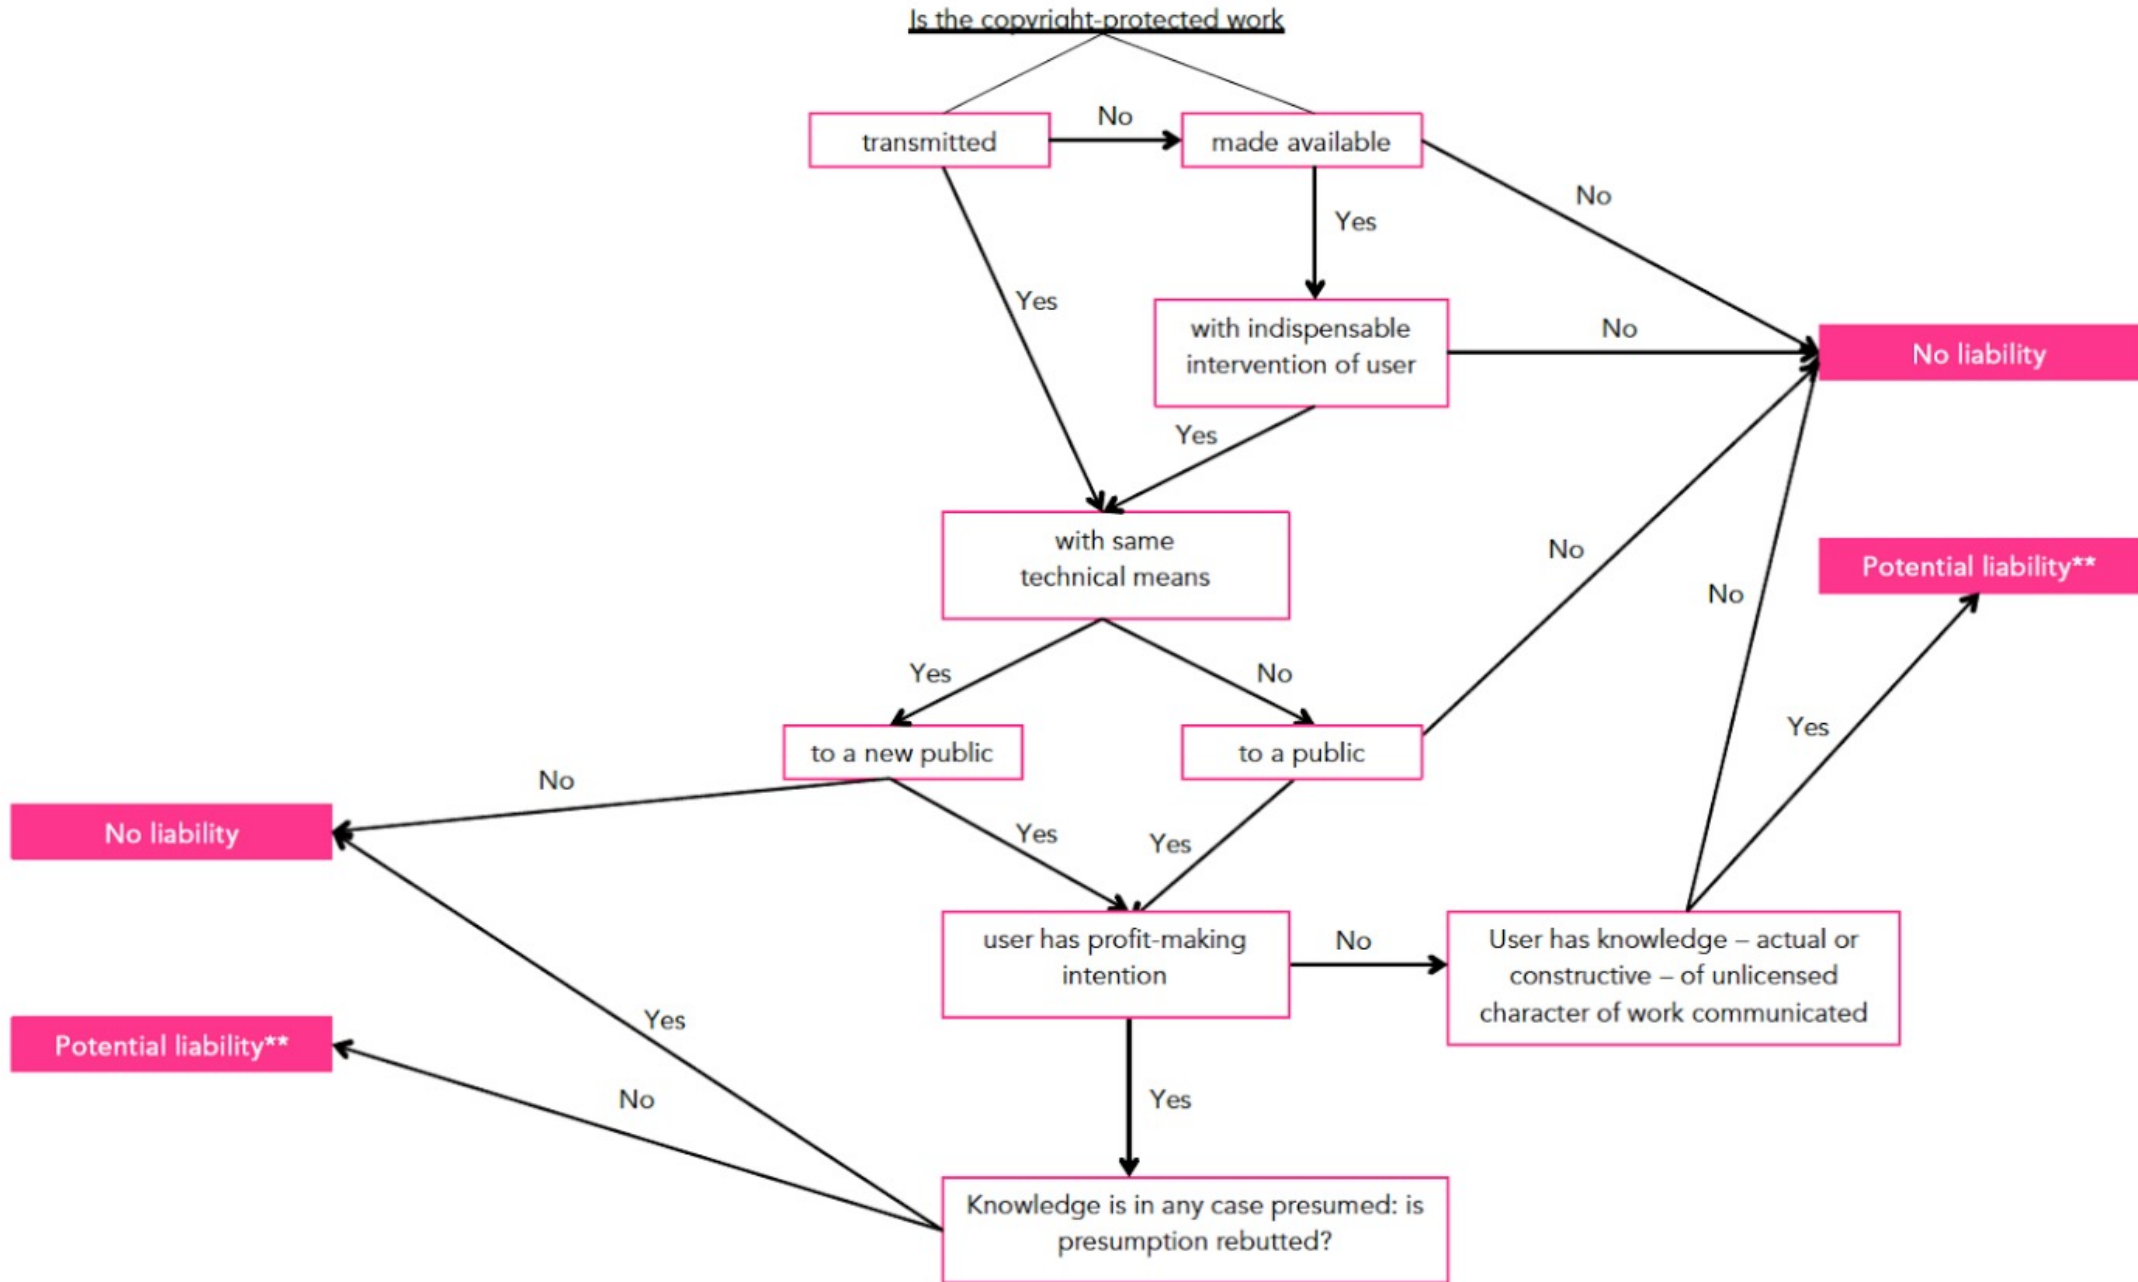 Is the copyright-protected work
No
transmitted
made available
No
Yes
Yes
with indispensable
intervention of user
No
No liability
Yes
with same
technical means
No
Potential liability**
No
Yes
No
Yes
to a new public
to a public
No
No liability
Yes
Yes
user has profit-making
intention
No
User has knowledge – actual or
constructive – of unlicensed
character of work communicated
Yes
Potential liability**
No
Yes
Knowledge is in any case presumed: is
presumption rebutted?